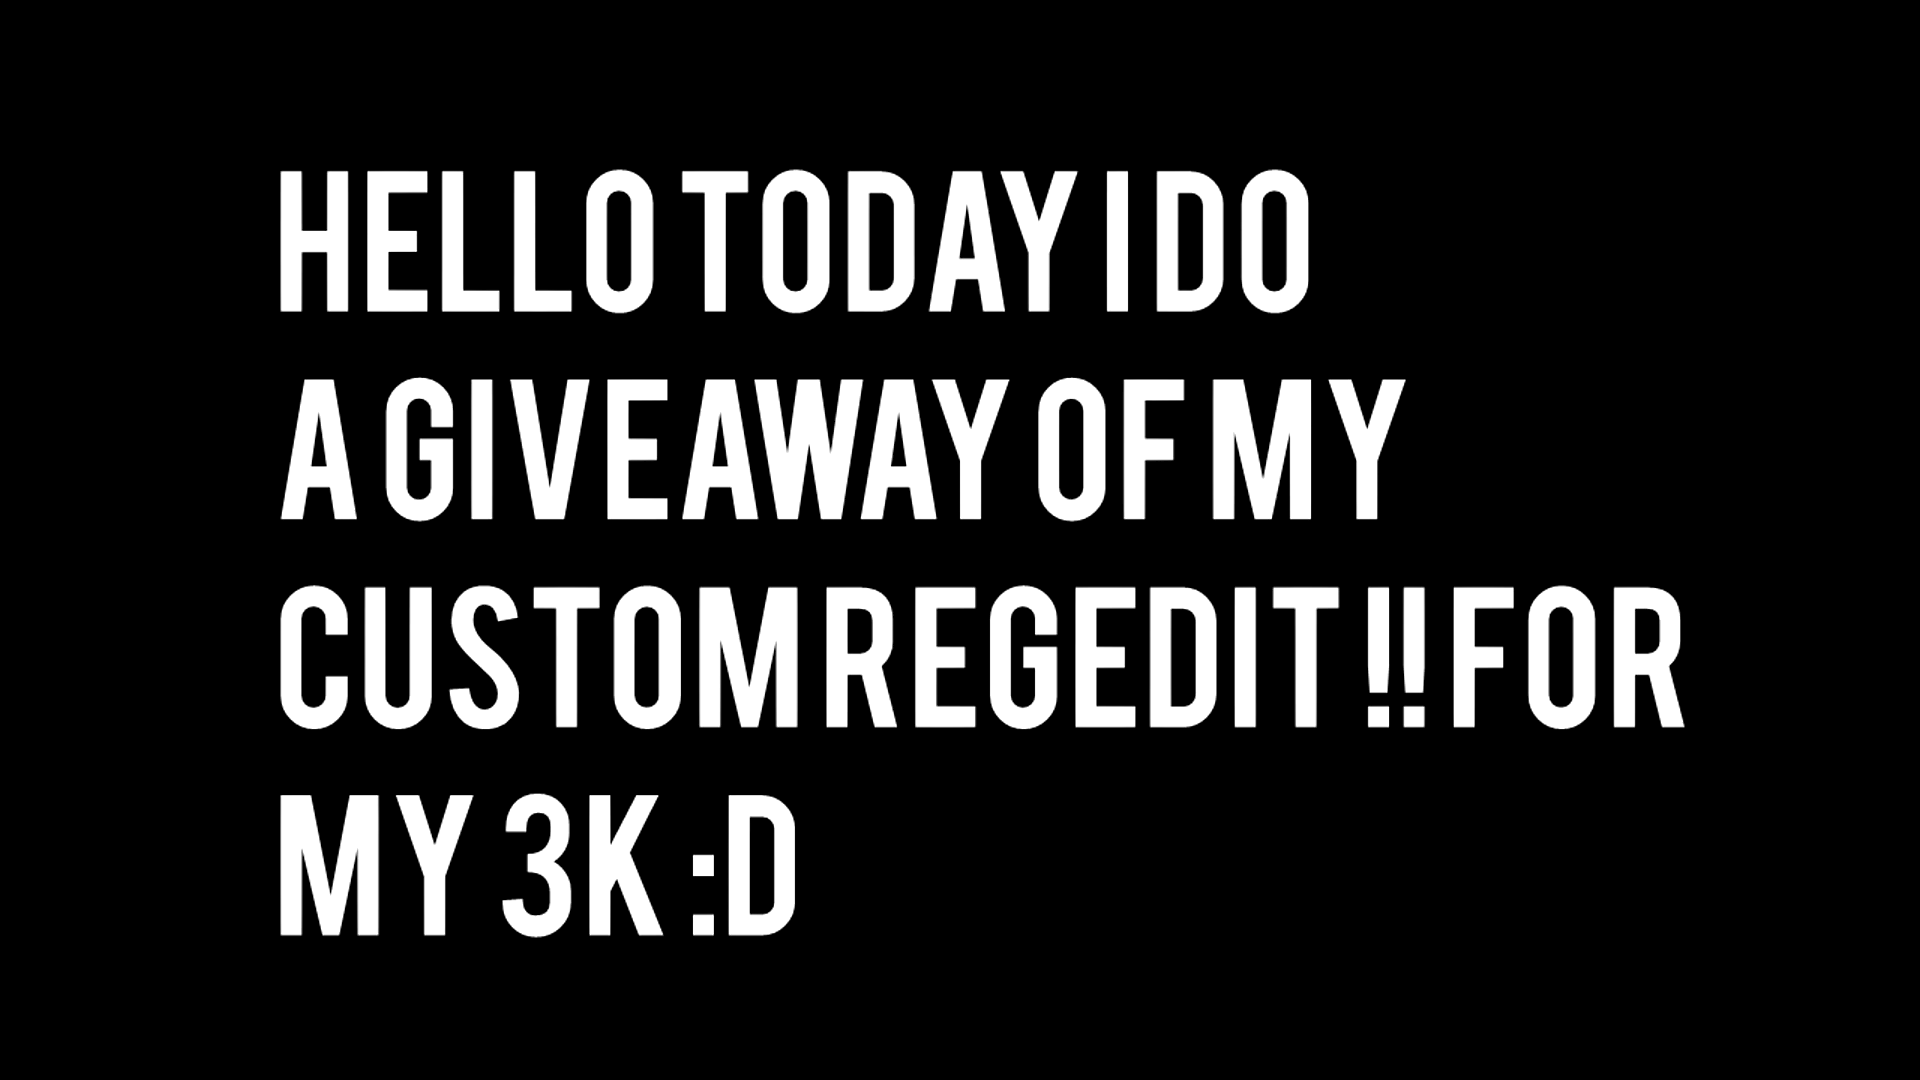 HELLO TODAY I DO
A GIVEAWAY OF MY
CUSTOM REGEDIT !! FOR
MY 3K :D